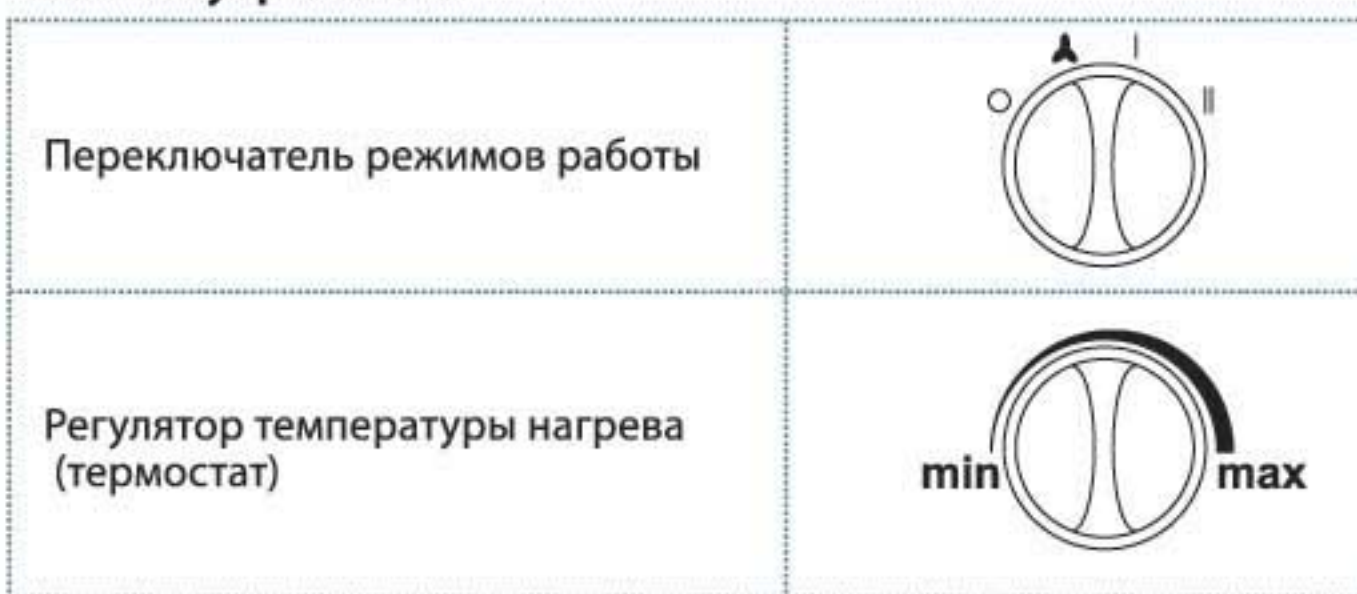 Переключатель режимов работы
I
II
Регулятор температуры нагрева
(термостат)
min
max